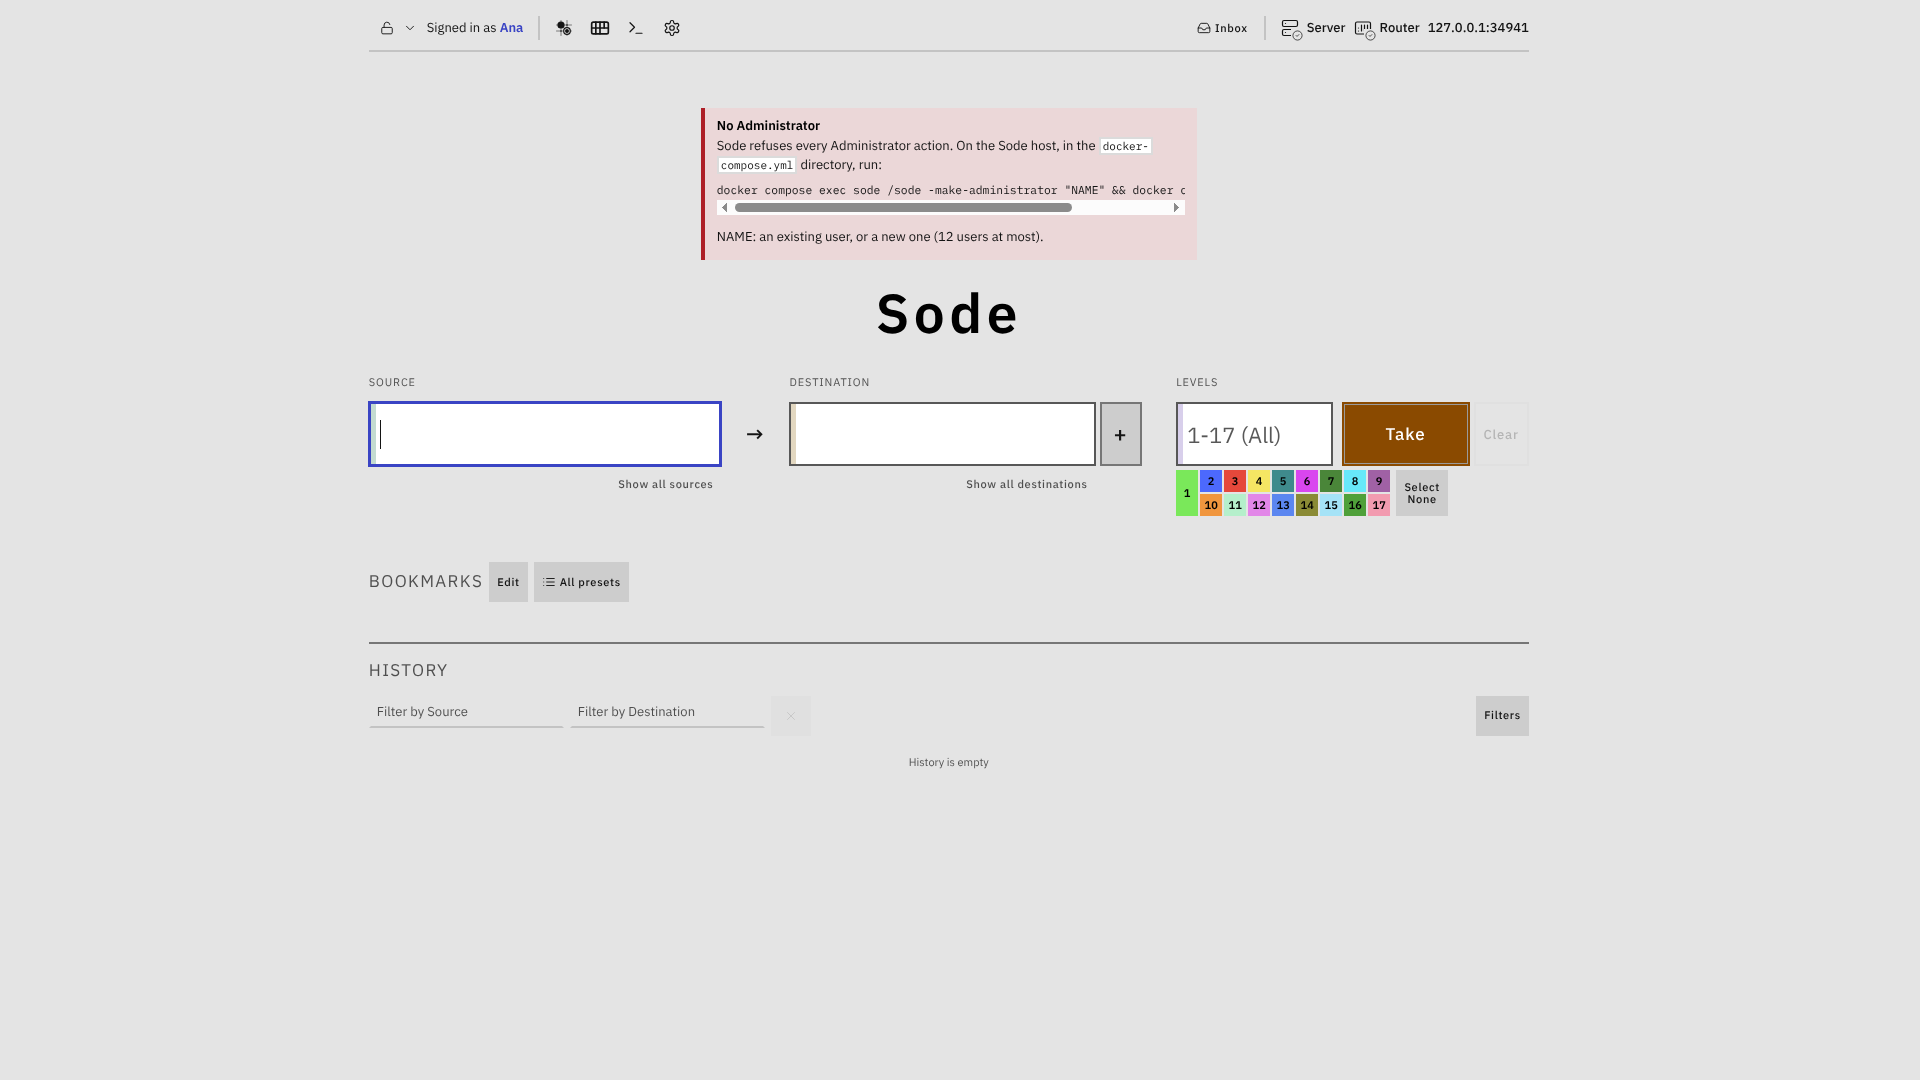 Signed in as Ana
Inbox
Server
Router 127.0.0.1:34941
No Administrator
Sode refuses every Administrator action. On the Sode host, in the docker-
compose.yml directory, run:
docker compose exec sode /sode -make-administrator "NAME" && docker c
NAME: an existing user, or a new one (12 users at most).
Sode
SOURCE
DESTINATION
LEVELS
→
+
1-17 (All)
Take
Clear
Show all sources
Show all destinations
1 2 3 4 5 6 7 8 9
10 11 12 13 14 15 16 17
Select
None
BOOKMARKS
Edit
All presets
HISTORY
Filter by Source
Filter by Destination
Filters
History is empty